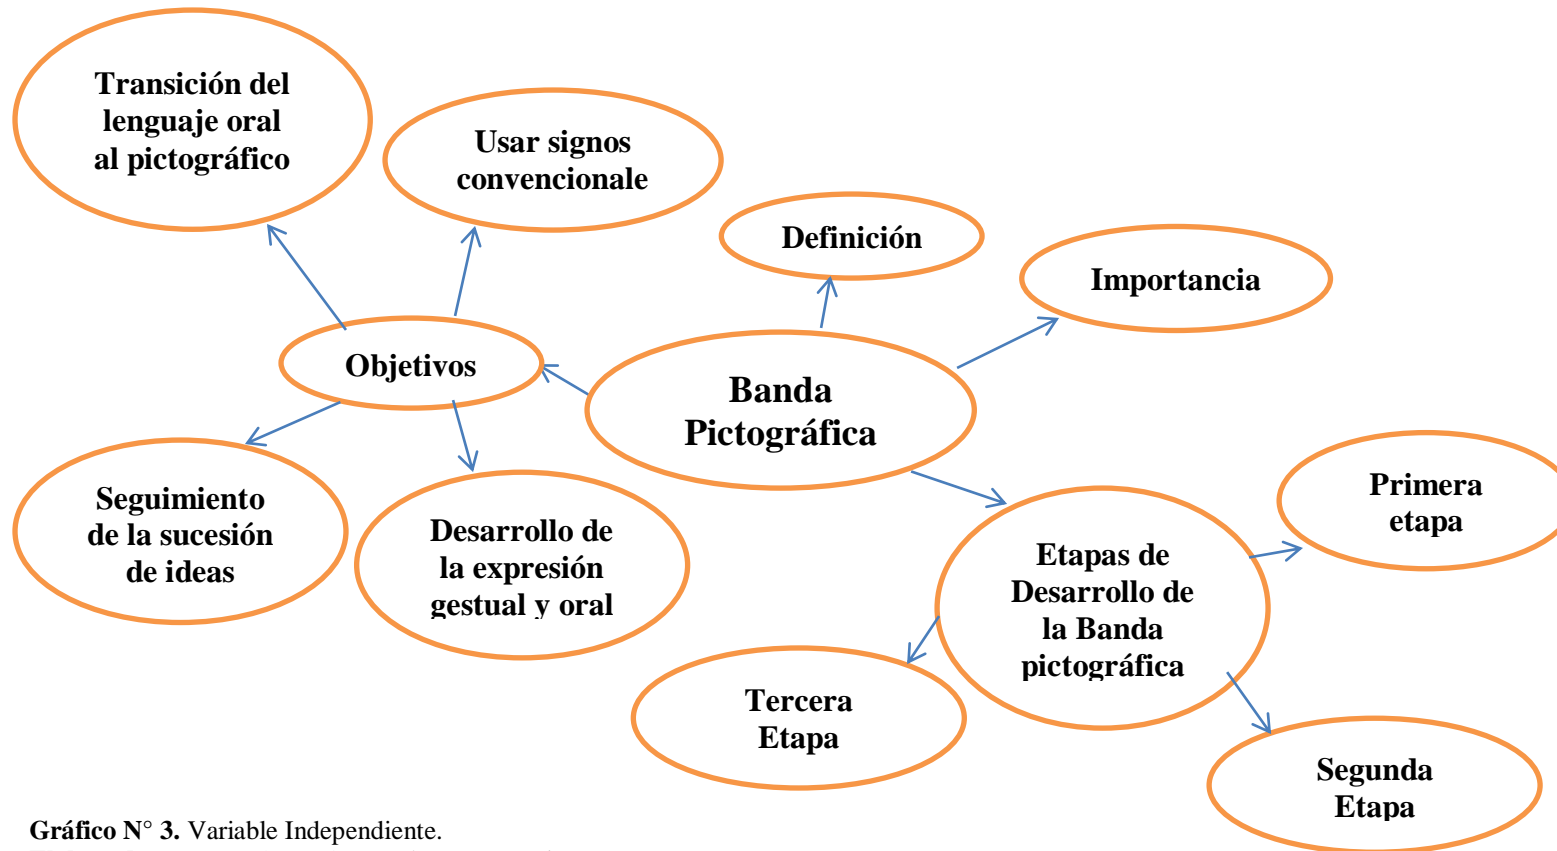 Transición del
lenguaje oral
al pictográfico
Usar signos
convencionale
Definición
Importancia
Objetivos
Banda
Pictográfica
Seguimiento
de la sucesión
de ideas
Desarrollo de
la expresión
gestual y oral
Etapas de
Desarrollo de
la Banda
pictográfica
Primera
etapa
Tercera
Etapa
Segunda
Etapa
Gráfico N° 3. Variable Independiente.